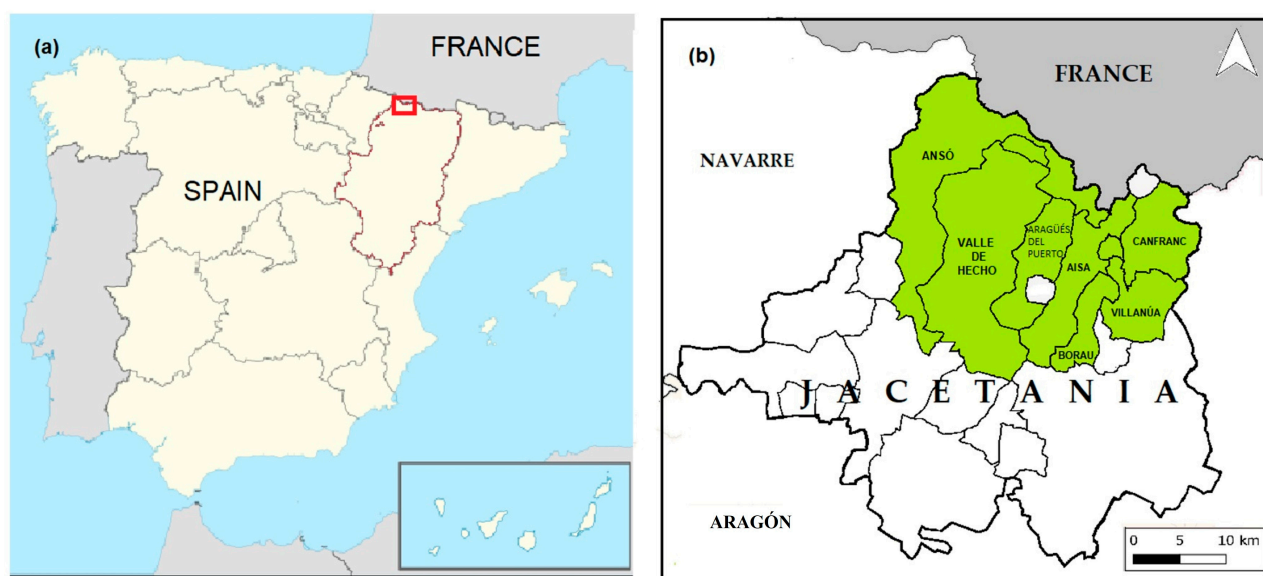 (a)
FRANCE
SPAIN
(b)
FRANCE
NAVARRE
ANSÓ
ARAGÜÉS
DEL
PUERTO
VALLE
DE
HECHO
CANFRANC
AISA
VILLANÚA
BORAU
JACETANIA
ARAGÓN
0 5 10 km